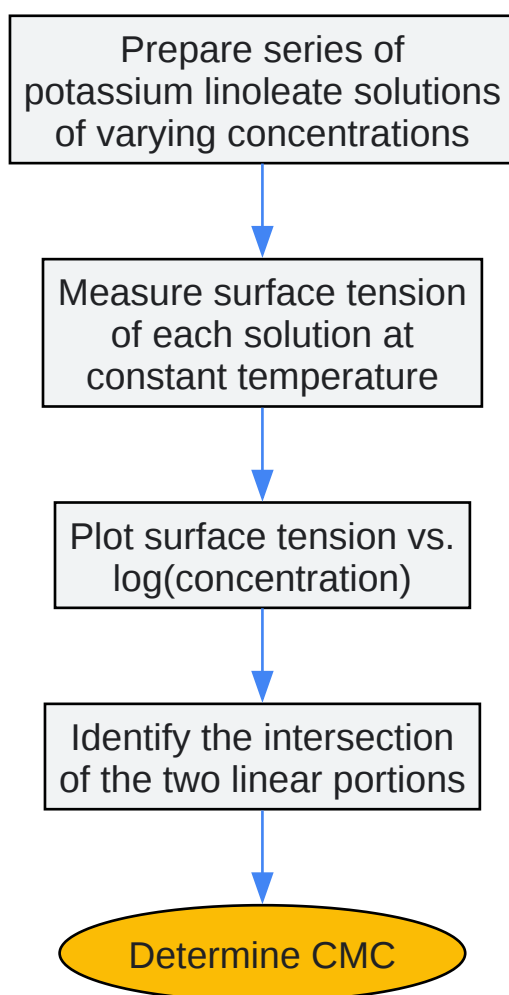 Prepare series of
potassium linoleate solutions
of varying concentrations
Measure surface tension
of each solution at
constant temperature
Plot surface tension vs.
log(concentration)
Identify the intersection
of the two linear portions
Determine CMC